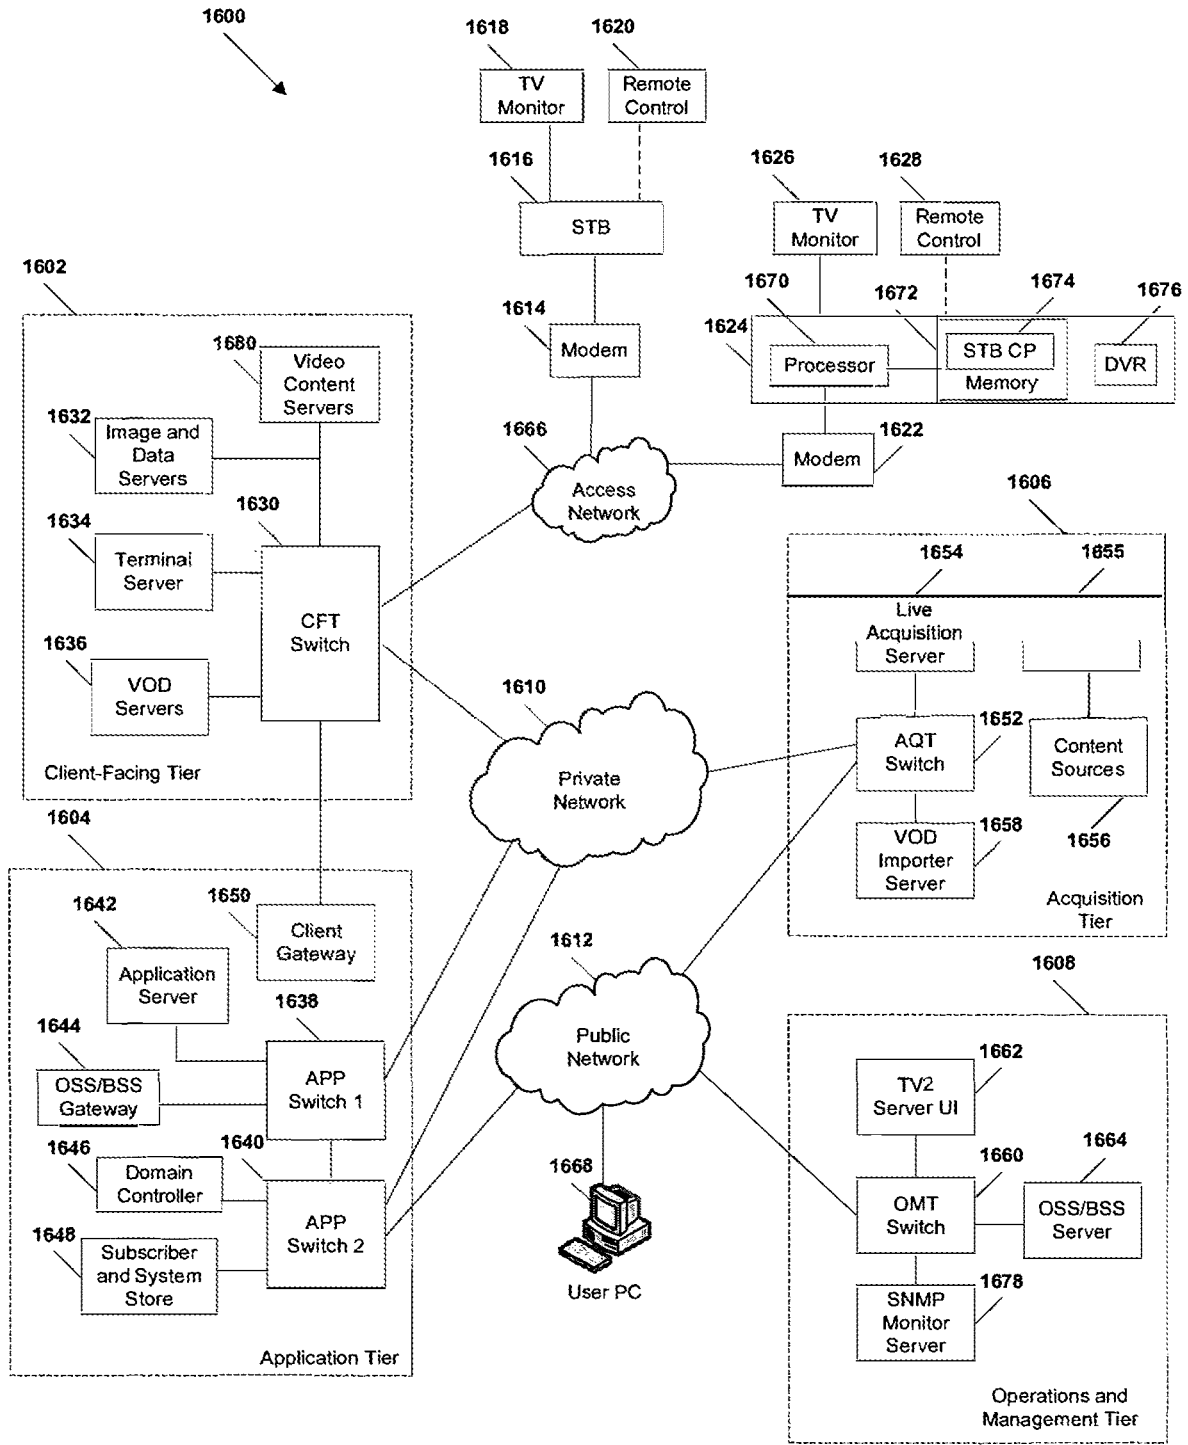 1600
1618
1620
TV
Monitor
Remote
Control
1616
STB
1626
1628
TV
Monitor
Remote
Control
1602
1614
Modem
1670
1672
1674
1676
1624
Processor
STB CP
Memory
DVR
1680
Video
Content
Servers
1632
Image and
Data
Servers
1666
Access
Network
1622
Modem
1634
1630
Terminal
Server
CFT
Switch
1636
VOD
Servers
Client-Facing Tier
1606
1654
1655
Live
Acquisition
Server
1610
Private
Network
1652
AQT
Switch
Content
Sources
1658
VOD
Importer
Server
1656
Acquisition
Tier
1604
1642
1650
Client
Gateway
Application
Server
1638
1644
OSS/BSS
Gateway
APP
Switch 1
1646
1640
Domain
Controller
APP
Switch 2
1648
Subscriber
and System
Store
Application Tier
1612
Public
Network
1668
User PC
1608
1662
TV2
Server UI
1660
1664
OMT
Switch
OSS/BSS
Server
1678
SNMP
Monitor
Server
Operations and
Management Tier